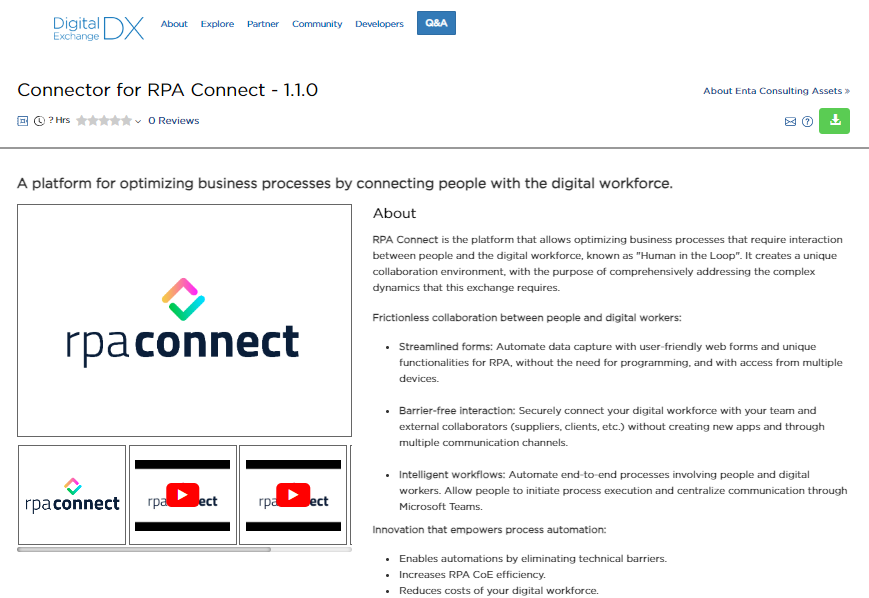 Digital DX
Exchange
About Explore Partner Community Developers Q&A
Connector for RPA Connect - 1.1.0
About Enta Consulting Assets »
? Hrs 0 Reviews
A platform for optimizing business processes by connecting people with the digital workforce.
rpaconnect
rpaconnect
rpa ect
rpa ect
About
RPA Connect is the platform that allows optimizing business processes that require interaction
between people and the digital workforce, known as "Human in the Loop". It creates a unique
collaboration environment, with the purpose of comprehensively addressing the complex
dynamics that this exchange requires.
Frictionless collaboration between people and digital workers:
• Streamlined forms: Automate data capture with user-friendly web forms and unique
functionalities for RPA, without the need for programming, and with access from multiple
devices.
• Barrier-free interaction: Securely connect your digital workforce with your team and
external collaborators (suppliers, clients, etc.) without creating new apps and through
multiple communication channels.
• Intelligent workflows: Automate end-to-end processes involving people and digital
workers. Allow people to initiate process execution and centralize communication through
Microsoft Teams.
Innovation that empowers process automation:
• Enables automations by eliminating technical barriers.
• Increases RPA CoE efficiency.
• Reduces costs of your digital workforce.